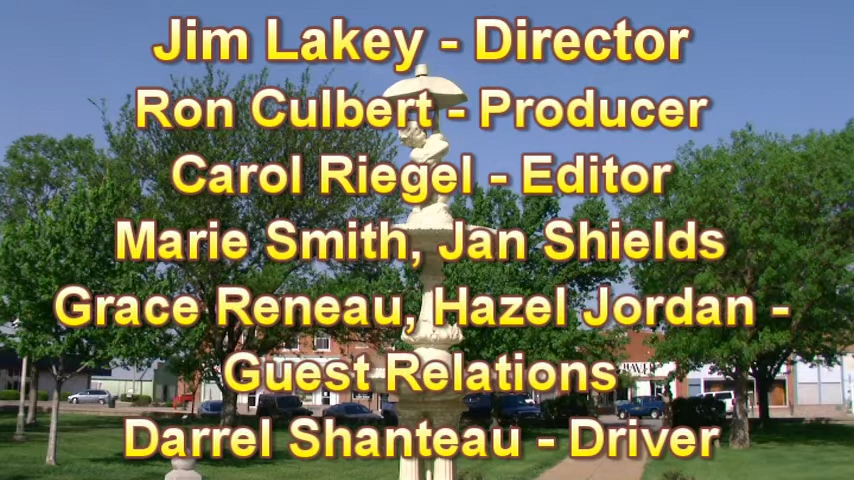 Jim Lakey - Director
Ron Culbert - Producer
Carol Riegel - Editor
Marie Smith, Jan Shields
Grace Reneau, Hazel Jordan -
Guest Relations
Darrel Shanteau - Driver